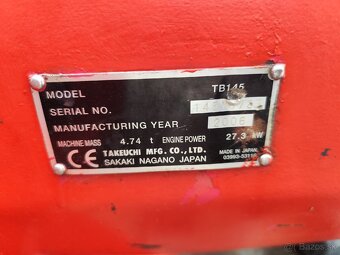 MODEL TB145
SERIAL NO.
MANUFACTURING YEAR 2006
MACHINE MASS 4.74 t ENGINE POWER 27.3 kW
CE TAKEUCHI MFG. CO., LTD. MADE IN JAPAN
SAKAKI NAGANO JAPAN